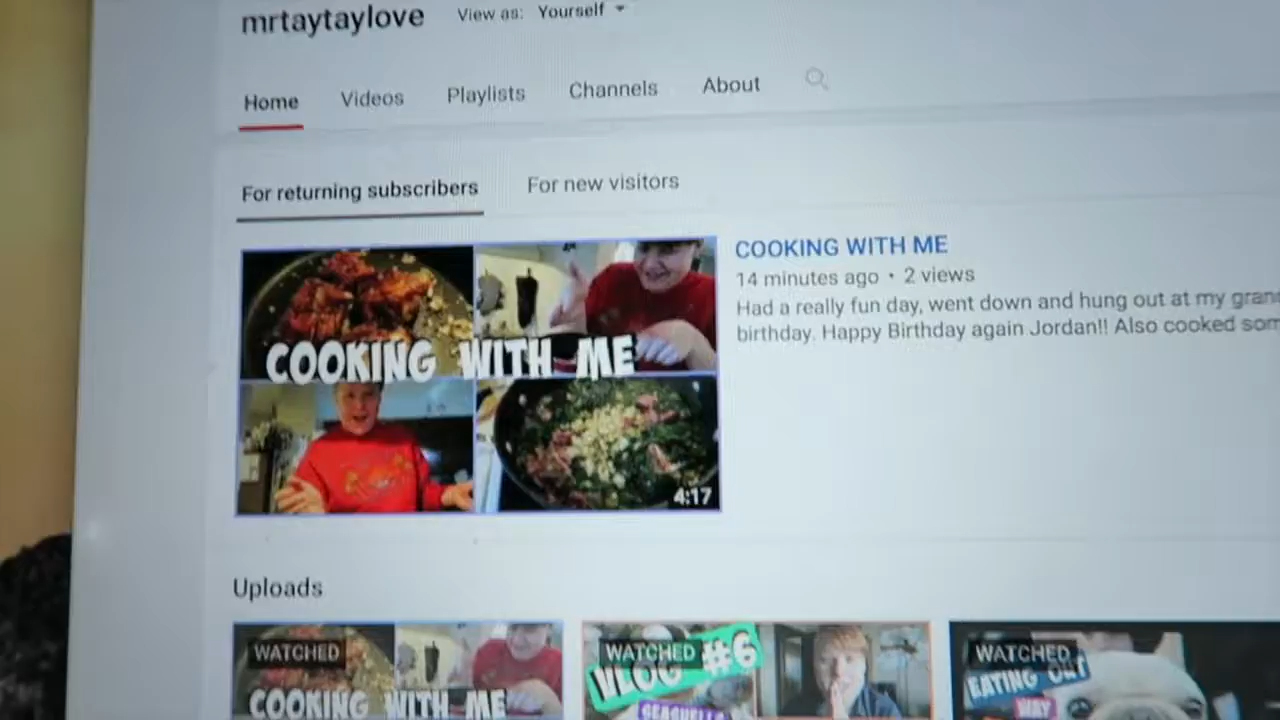 mrtaytaylove View as: Yourself
Home Videos Playlists Channels About
For returning subscribers For new visitors
COOKING WITH ME
14 minutes ago • 2 views
Had a really fun day, went down and hung out at my
birthday. Happy Birthday again Jordan!! Also cooked
COOKING WITH ME
4:17
Uploads
WATCHED
COOKING WITH ME
WATCHED
VLOG #6
WATCHED
EATING OUT
WAY